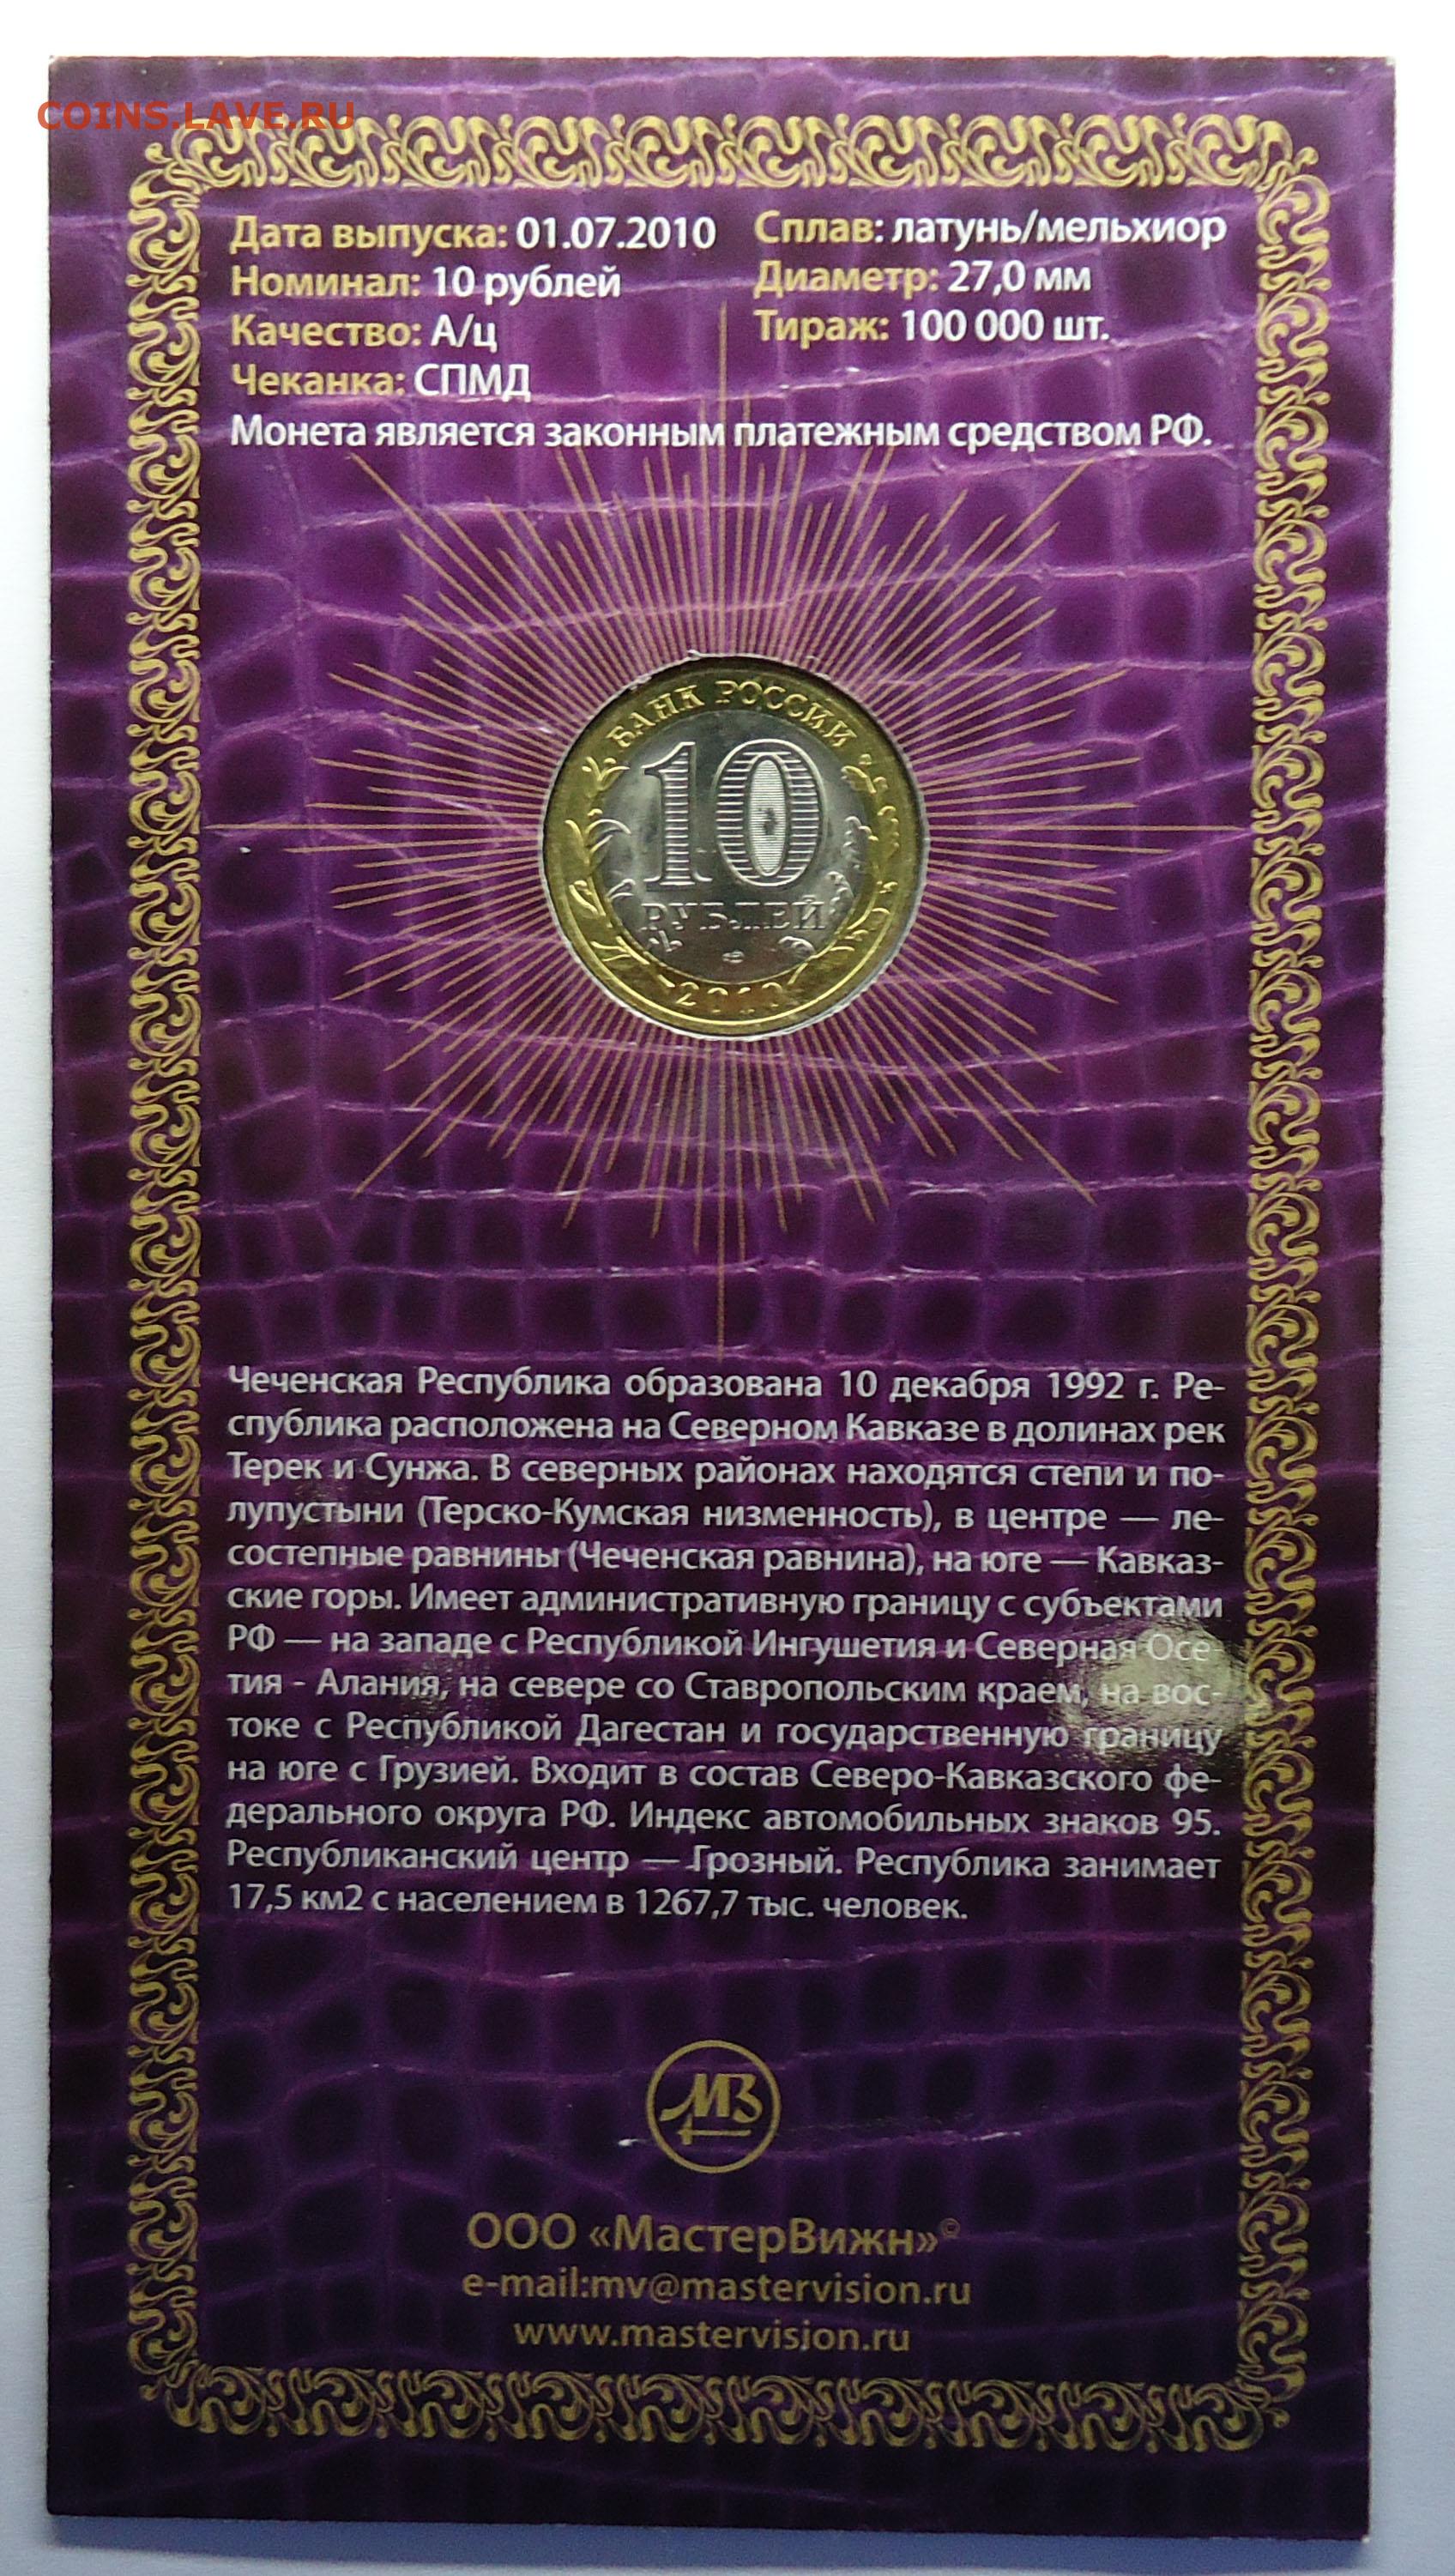 COINS.LAVE.RU
Дата выпуска: 01.07.2010
Номинал: 10 рублей
Качество: А/ц
Чеканка: СПМД
Сплав: латунь/мельхиор
Диаметр: 27,0 мм
Тираж: 100 000 шт.
Монета является законным платежным средством РФ.
БАНК РОССИИ
10
РУБЛЕЙ
2010
Чеченская Республика образована 10 декабря 1992 г. Ре-
спублика расположена на Северном Кавказе в долинах рек
Терек и Сунжа. В северных районах находятся степи и по-
лупустыни (Терско-Кумская низменность), в центре — ле-
состепные равнины (Чеченская равнина), на юге — Кавказ-
ские горы. Имеет административную границу с субъектами
РФ — на западе с Республикой Ингушетия и Северная Осе-
тия - Алания, на севере со Ставропольским краем, на вос-
токе с Республикой Дагестан и государственную границу
на юге с Грузией. Входит в состав Северо-Кавказского фе-
дерального округа РФ. Индекс автомобильных знаков 95.
Республиканский центр — Грозный. Республика занимает
17,5 км2 с населением в 1267,7 тыс. человек.
МВ
ООО «МастерВижн»©
e-mail:mv@mastervision.ru
www.mastervision.ru